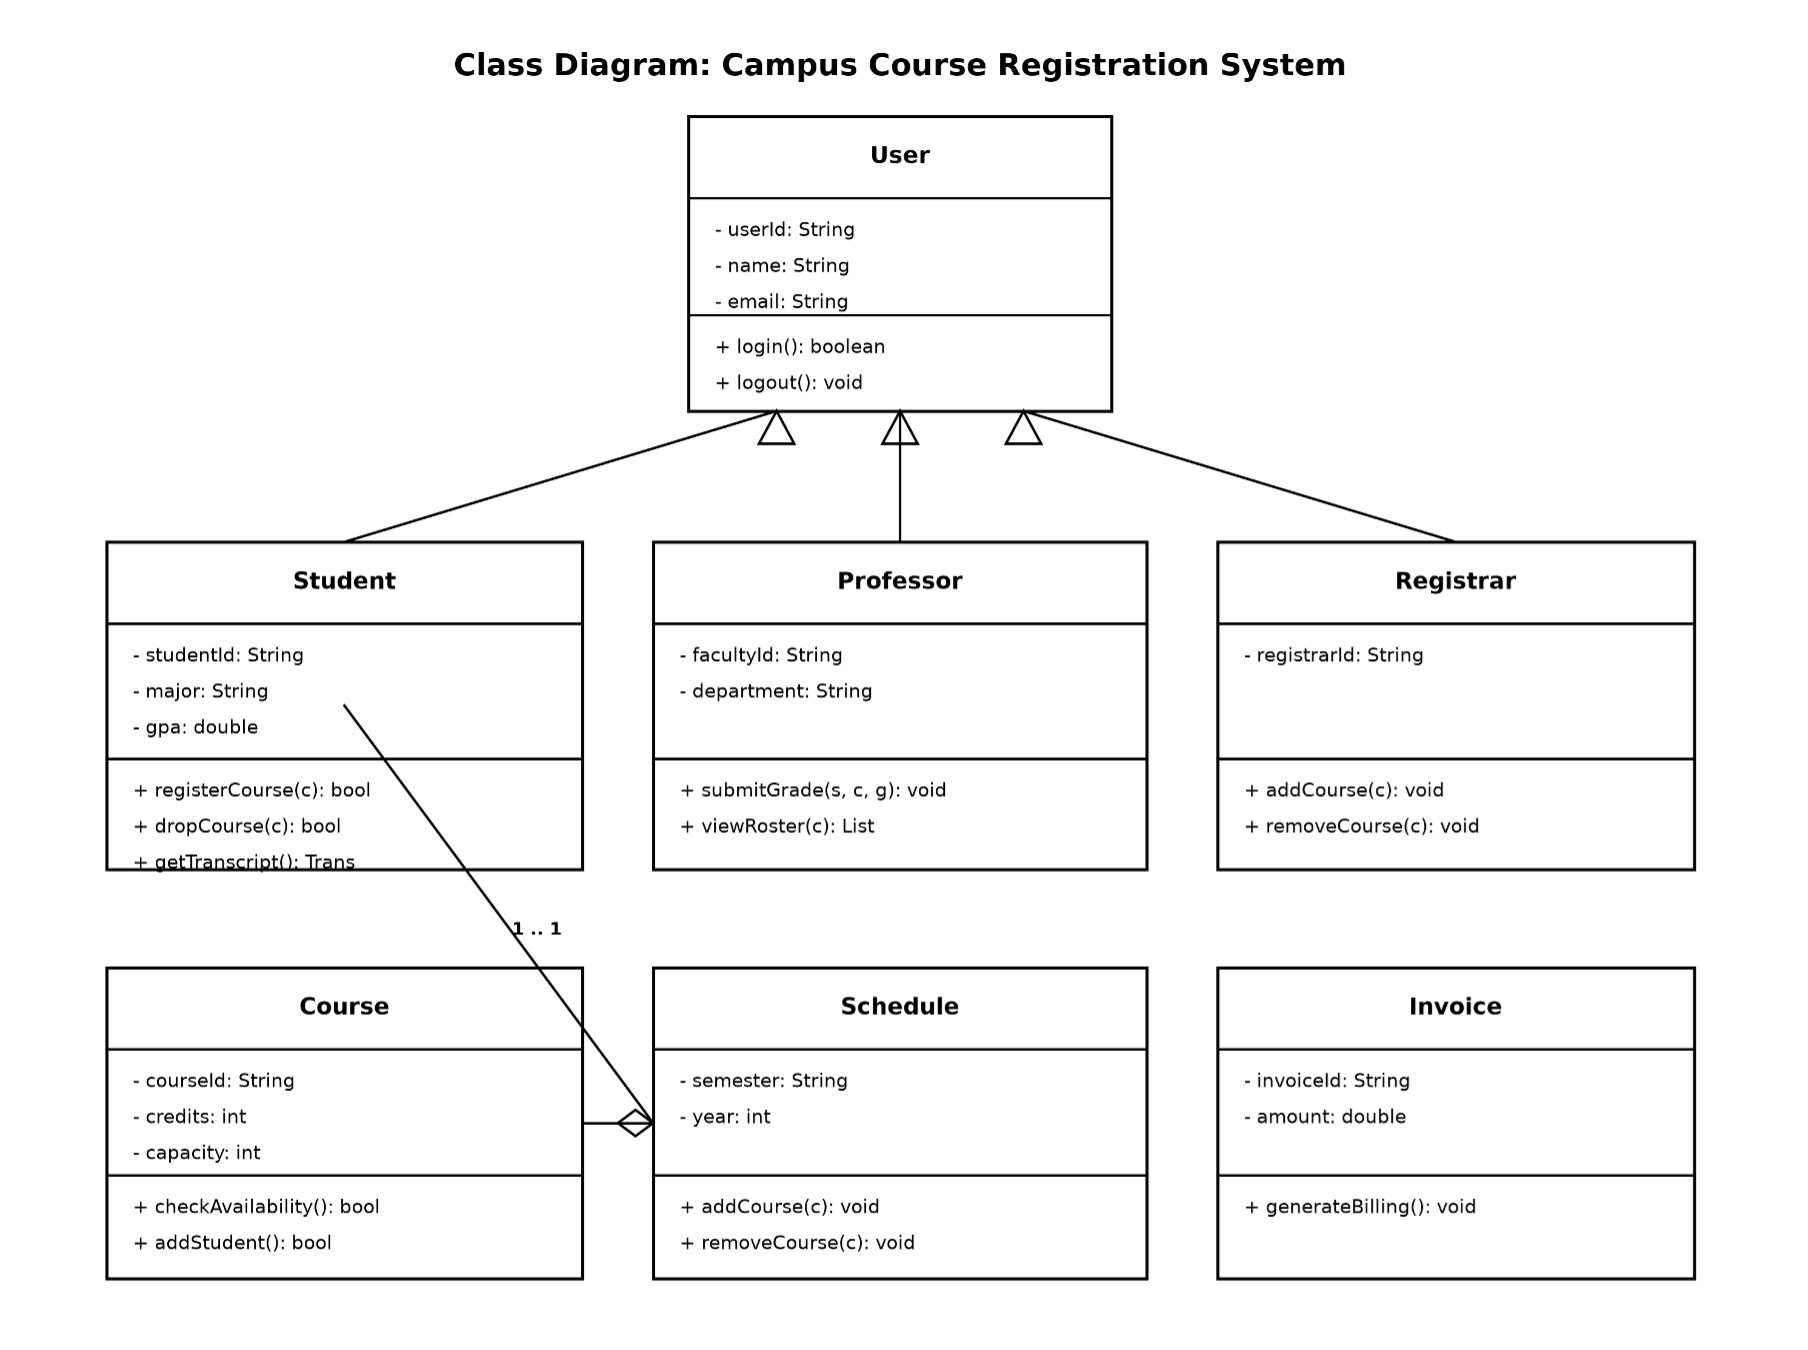 Class Diagram: Campus Course Registration System
User
- userId: String
- name: String
- email: String
+ login(): boolean
+ logout(): void
Student
- studentId: String
- major: String
- gpa: double
+ registerCourse(c): bool
+ dropCourse(c): bool
+ getTranscript(): Trans
Professor
- facultyId: String
- department: String
+ submitGrade(s, c, g): void
+ viewRoster(c): List
Registrar
- registrarId: String
+ addCourse(c): void
+ removeCourse(c): void
1 .. 1
Course
- courseId: String
- credits: int
- capacity: int
+ checkAvailability(): bool
+ addStudent(): bool
Schedule
- semester: String
- year: int
+ addCourse(c): void
+ removeCourse(c): void
Invoice
- invoiceId: String
- amount: double
+ generateBilling(): void